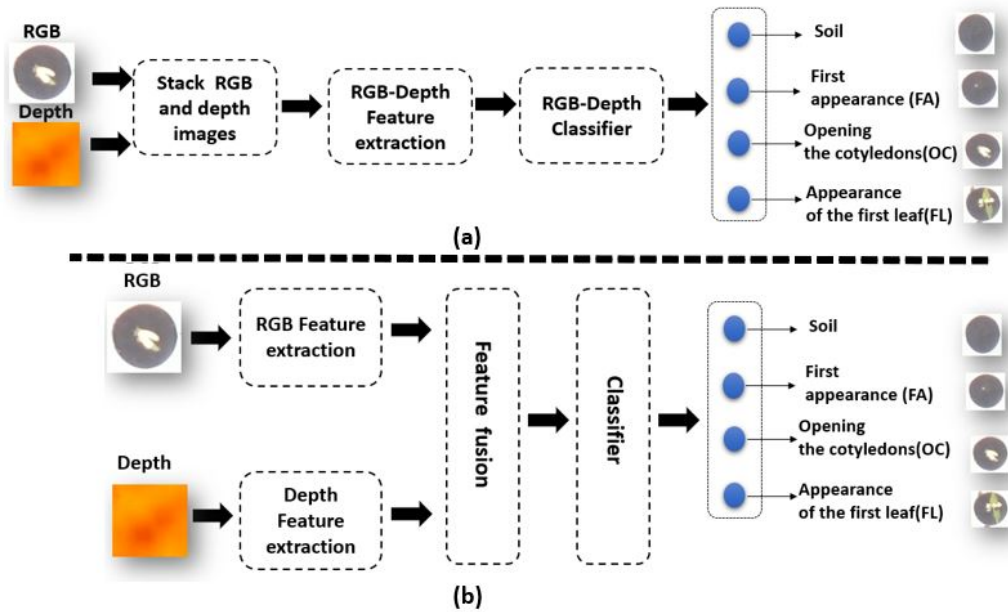 RGB
Depth
Stack RGB
and depth
images
RGB-Depth
Feature
extraction
RGB-Depth
Classifier
Soil
First
appearance (FA)
Opening
the cotyledons(OC)
Appearance
of the first leaf(FL)
(a)
RGB
RGB Feature
extraction
Depth
Depth
Feature
extraction
Feature fusion
Classifier
Soil
First
appearance (FA)
Opening
the cotyledons(OC)
Appearance
of the first leaf(FL)
(b)